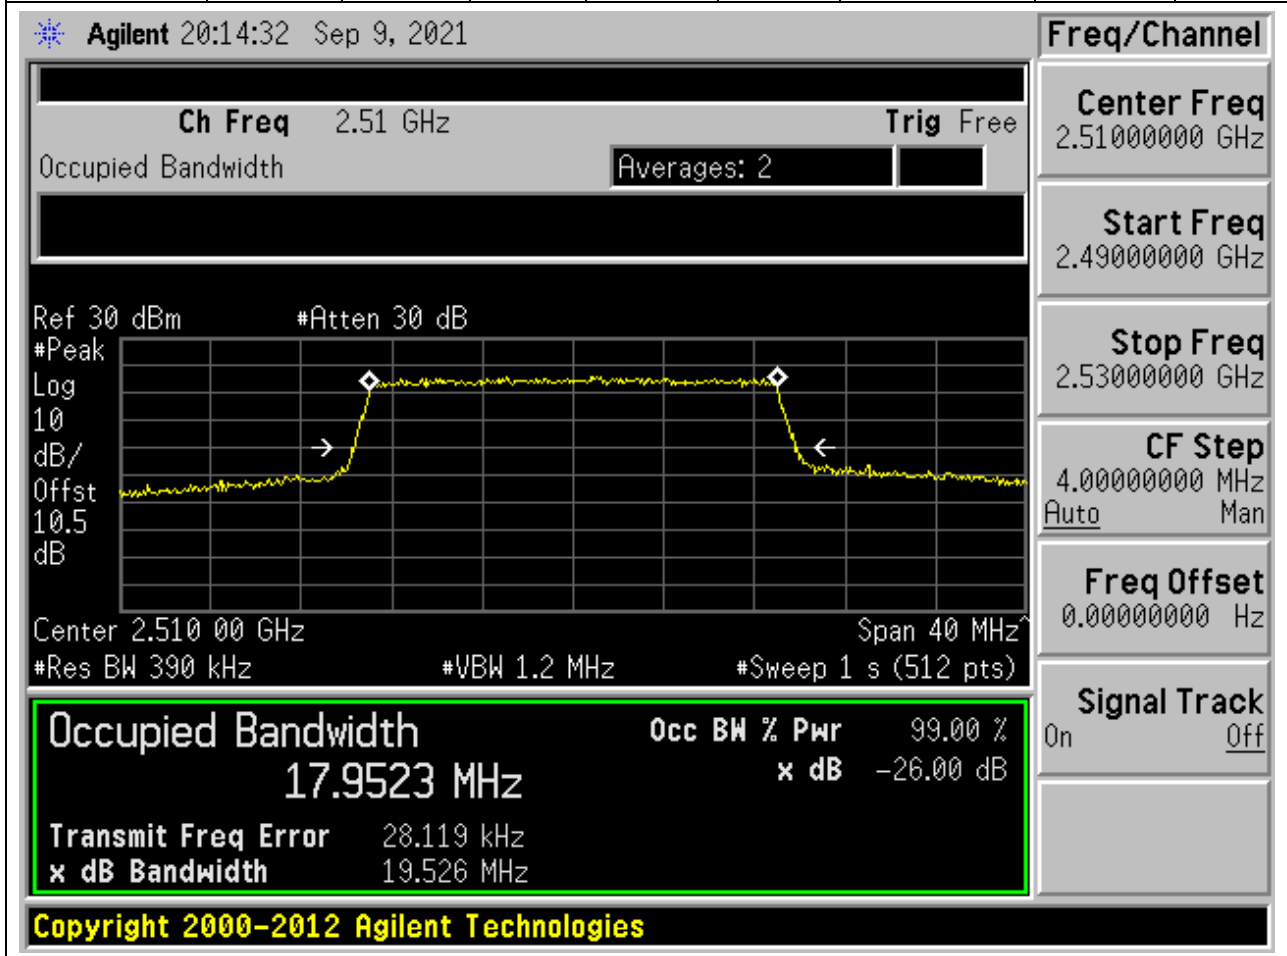 Agilent 20:14:32 Sep 9, 2021
Freq/Channel
Ch Freq 2.51 GHz Trig Free
Occupied Bandwidth Averages: 2
Center Freq
2.51000000 GHz
Start Freq
2.49000000 GHz
Stop Freq
2.53000000 GHz
CF Step
4.00000000 MHz
Auto Man
Freq Offset
0.00000000 Hz
Signal Track
On Off
Ref 30 dBm #Atten 30 dB
#Peak
Log
10
dB/
Offst
10.5
dB
Center 2.510 00 GHz Span 40 MHz^
#Res BW 390 kHz #VBW 1.2 MHz #Sweep 1 s (512 pts)
Occupied Bandwidth Occ BW % Pwr 99.00 %
17.9523 MHz x dB -26.00 dB
Transmit Freq Error 28.119 kHz
x dB Bandwidth 19.526 MHz
Copyright 2000-2012 Agilent Technologies